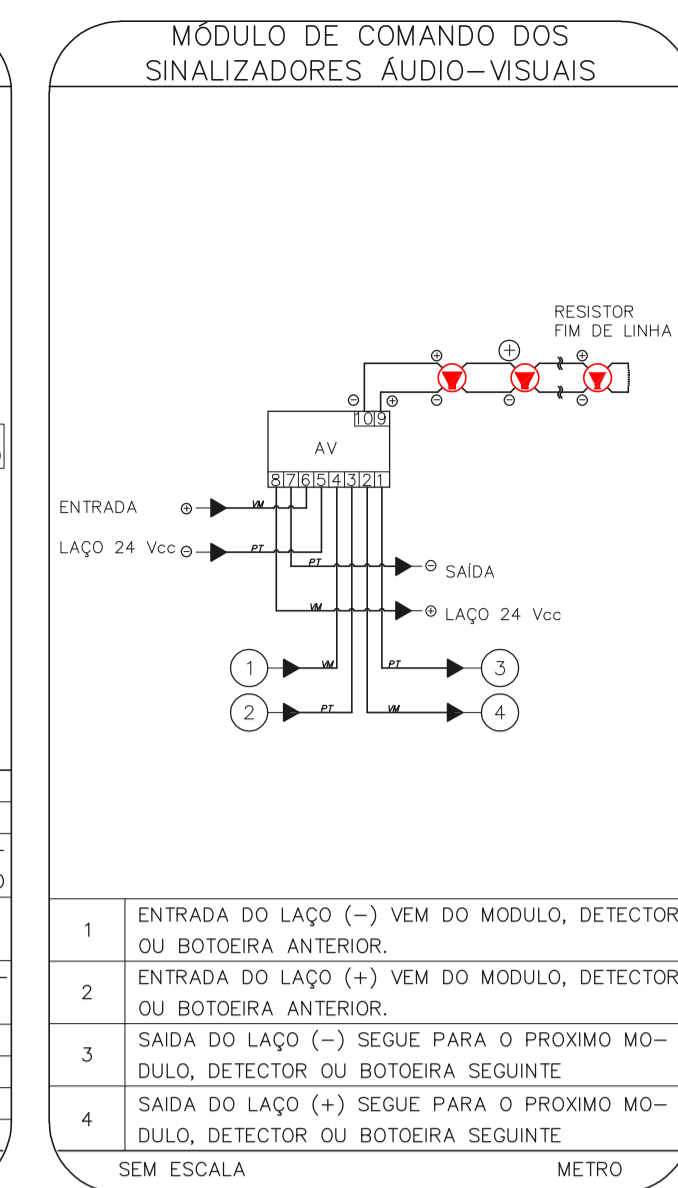 MÓDULO DE COMANDO DOS
SINALIZADORES ÁUDIO-VISUAIS
RESISTOR
FIM DE LINHA
⊕ ⊕ ⊕
⊖ ⊖ ⊖
⊖ ⊕
10 9
AV
8 7 6 5 4 3 2 1
ENTRADA ⊕ VM
LAÇO 24 Vcc ⊖ PT
PT ⊖ SAÍDA
VM ⊕ LAÇO 24 Vcc
1 VM PT 3
2 PT VM 4
1 ENTRADA DO LAÇO (-) VEM DO MODULO, DETECTOR
OU BOTOEIRA ANTERIOR.
2 ENTRADA DO LAÇO (+) VEM DO MODULO, DETECTOR
OU BOTOEIRA ANTERIOR.
3 SAIDA DO LAÇO (-) SEGUE PARA O PROXIMO MO-
DULO, DETECTOR OU BOTOEIRA SEGUINTE
4 SAIDA DO LAÇO (+) SEGUE PARA O PROXIMO MO-
DULO, DETECTOR OU BOTOEIRA SEGUINTE
SEM ESCALA METRO